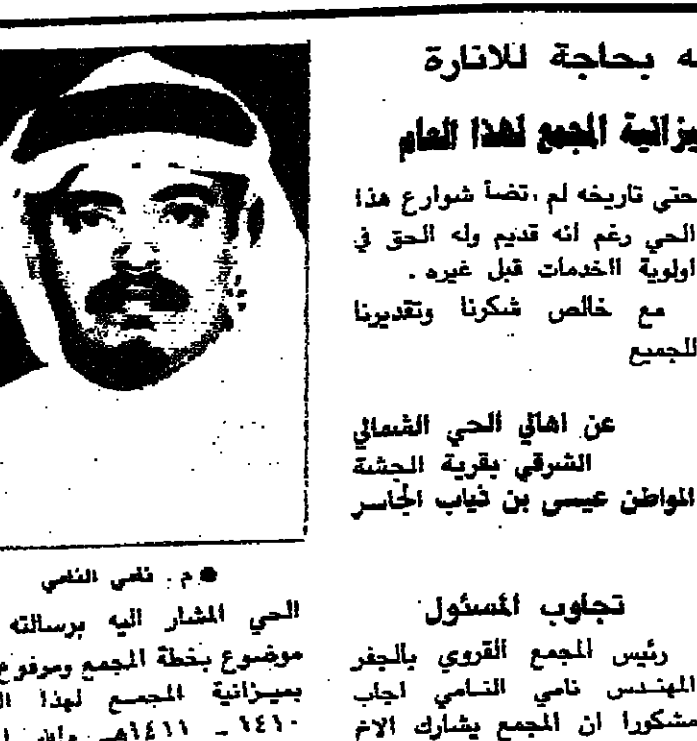 ه بحاجة للانارة
يزانية المجمع لهذا العام
حتي تاريخه لم تضأ شوارع هذا
الحي رغم انه قديم وله الحق في
اولوية ااخدمات قبل غيره .
مع خالص شكرنا وتقديرنا
للجميع
عن اهالي الحي الشمالي
الشرقي بقرية الجشة
المواطن عيسى بن ذياب الجاسر
تجاوب المسئول
رئيس المجمع القروي بالجفر
المهندس نامي النامي اجاب
مشكورا ان المجمع يشارك الاخ
● م . نامي النامي
الحي المشار اليه برسالته
موضوع بخطة المجمع ومرفوع
بميزانية المجمع لهذا
١٤١٠ - ١٤١١هـ